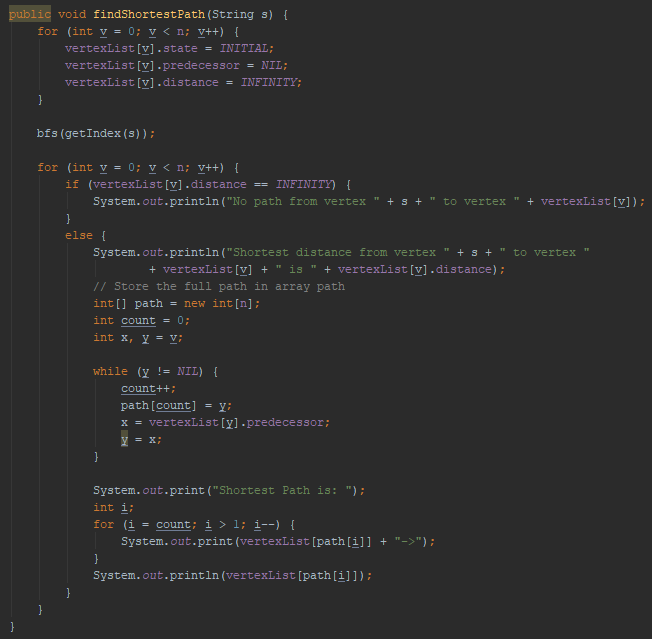 public void findShortestPath(String s) {
    for (int v = 0; v < n; v++) {
        vertexList[v].state = INITIAL;
        vertexList[v].predecessor = NIL;
        vertexList[v].distance = INFINITY;
    }

    bfs(getIndex(s));

    for (int v = 0; v < n; v++) {
        if (vertexList[v].distance == INFINITY) {
            System.out.println("No path from vertex " + s + " to vertex " + vertexList[v]);
        }
        else {
            System.out.println("Shortest distance from vertex " + s + " to vertex "
                    + vertexList[v] + " is " + vertexList[v].distance);
            // Store the full path in array path
            int[] path = new int[n];
            int count = 0;
            int x, y = v;

            while (y != NIL) {
                count++;
                path[count] = y;
                x = vertexList[y].predecessor;
                y = x;
            }

            System.out.print("Shortest Path is: ");
            int i;
            for (i = count; i > 1; i--) {
                System.out.print(vertexList[path[i]] + "->");
            }
            System.out.println(vertexList[path[i]]);
        }
    }
}